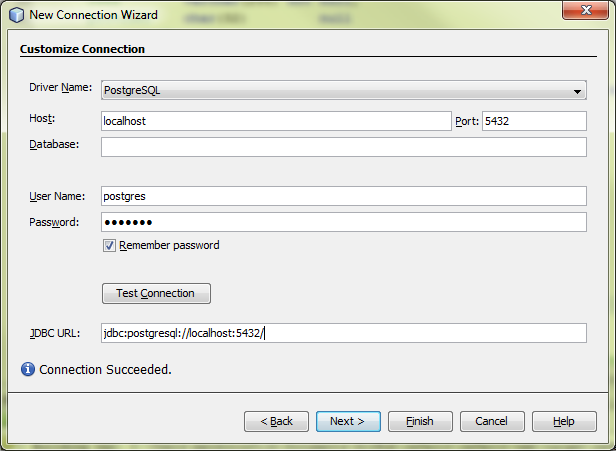 New Connection Wizard
Customize Connection
Driver Name: PostgreSQL
Host: localhost Port: 5432
Database:
User Name: postgres
Password: •••••••
Remember password
Test Connection
JDBC URL: jdbc:postgresql://localhost:5432/
Connection Succeeded.
< Back Next > Finish Cancel Help